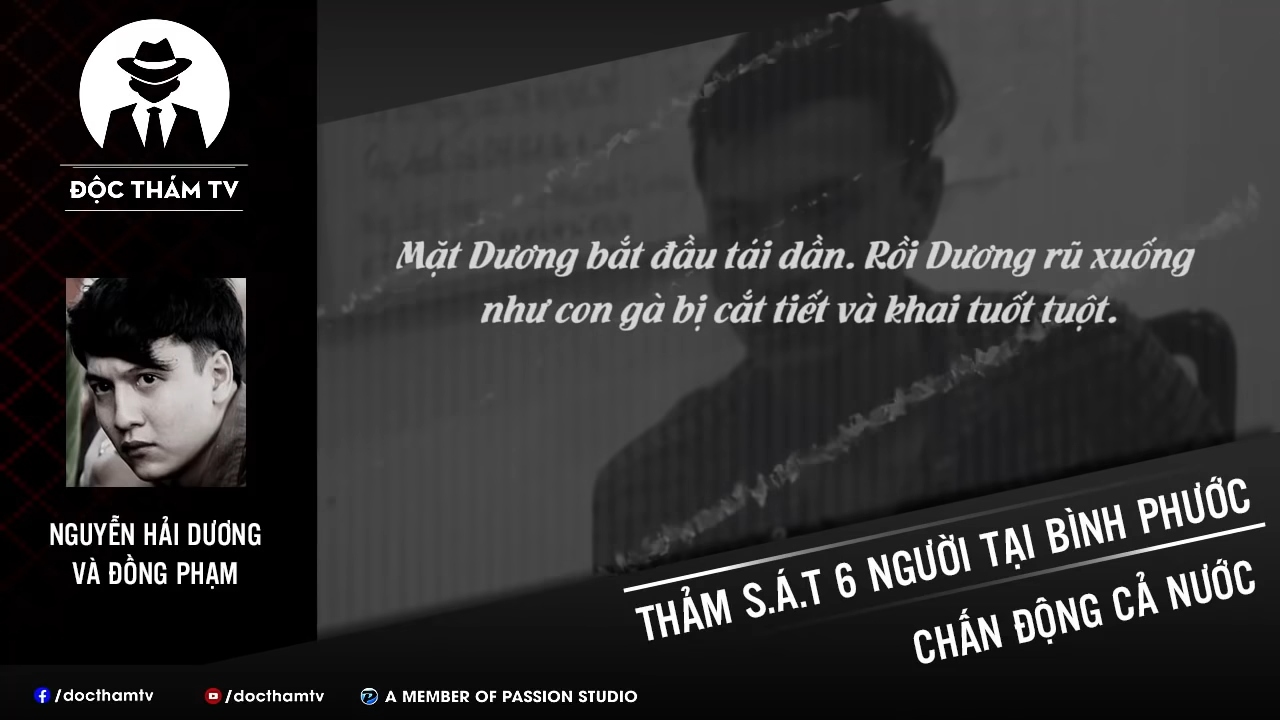 ĐỘC THÁM TV
Mặt Dương bắt đầu tái dần. Rồi Dương rũ xuống
như con gà bị cắt tiết và khai tuốt tuột.
NGUYỄN HẢI DƯƠNG
VÀ ĐỒNG PHẠM
THẢM S.Á.T 6 NGƯỜI TẠI BÌNH PHƯỚC
CHẤN ĐỘNG CẢ NƯỚC
/docthamtv
/docthamtv
A MEMBER OF PASSION STUDIO